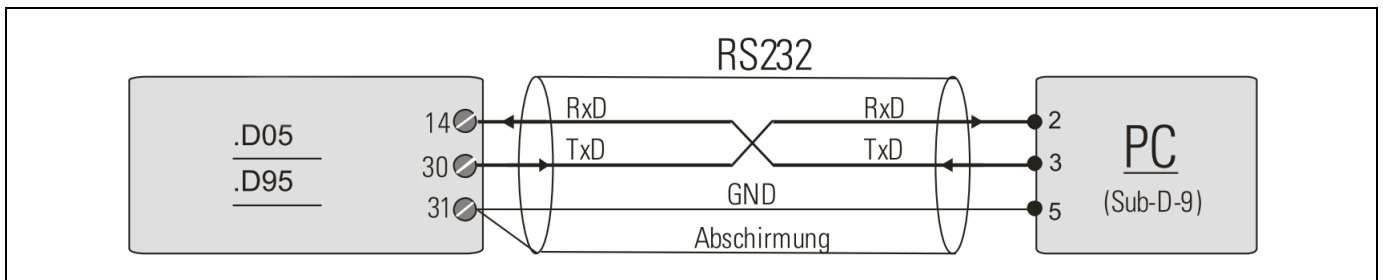 RS232
RxD RxD
14 2
.D05 PC
TxD TxD
30 3
.D95 (Sub-D-9)
GND
31 5
Abschirmung